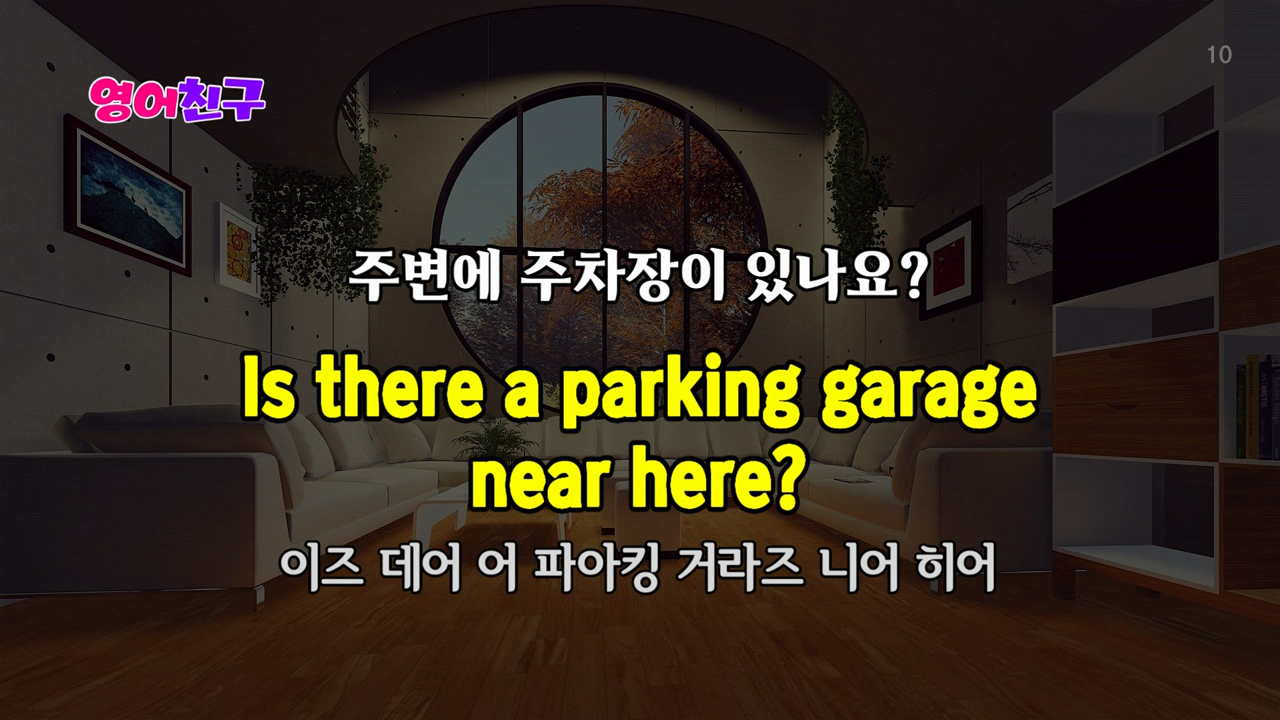 10
영어친구
주변에 주차장이 있나요?
Is there a parking garage
near here?
이즈 데어 어 파아킹 거라즈 니어 히어